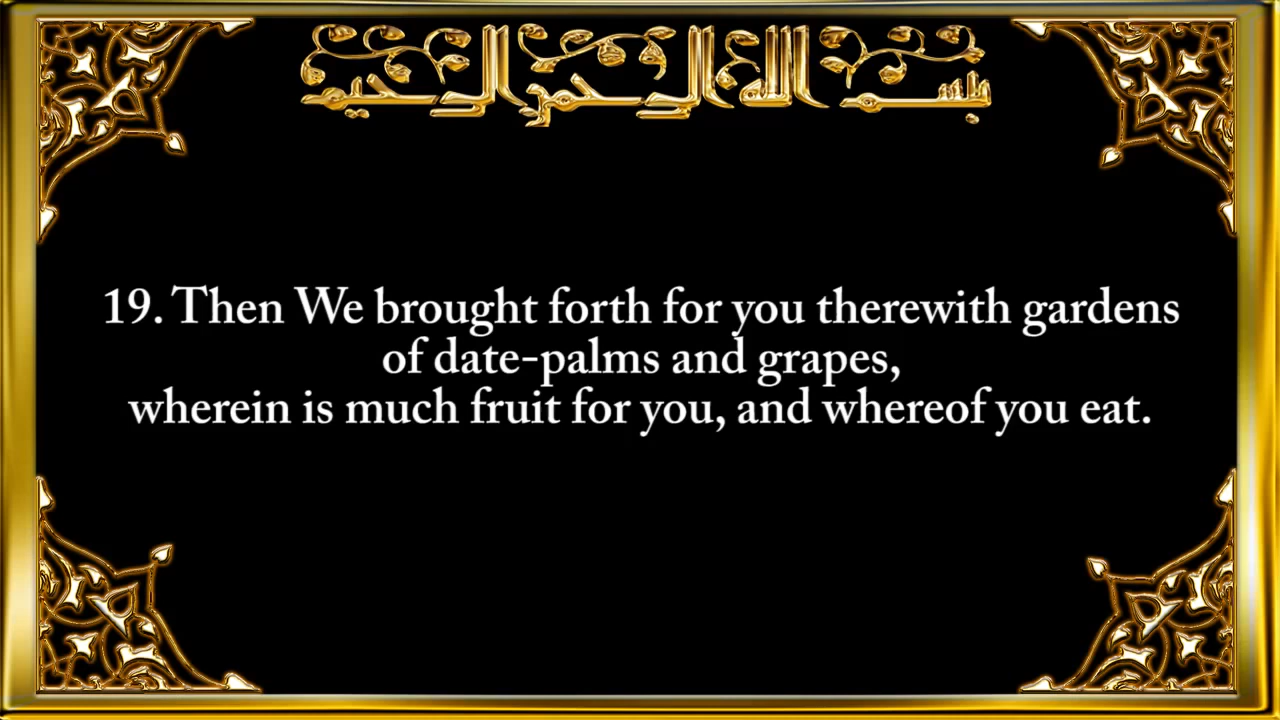 بسم الله الرحمن الرحيم
19. Then We brought forth for you therewith gardens
of date-palms and grapes,
wherein is much fruit for you, and whereof you eat.